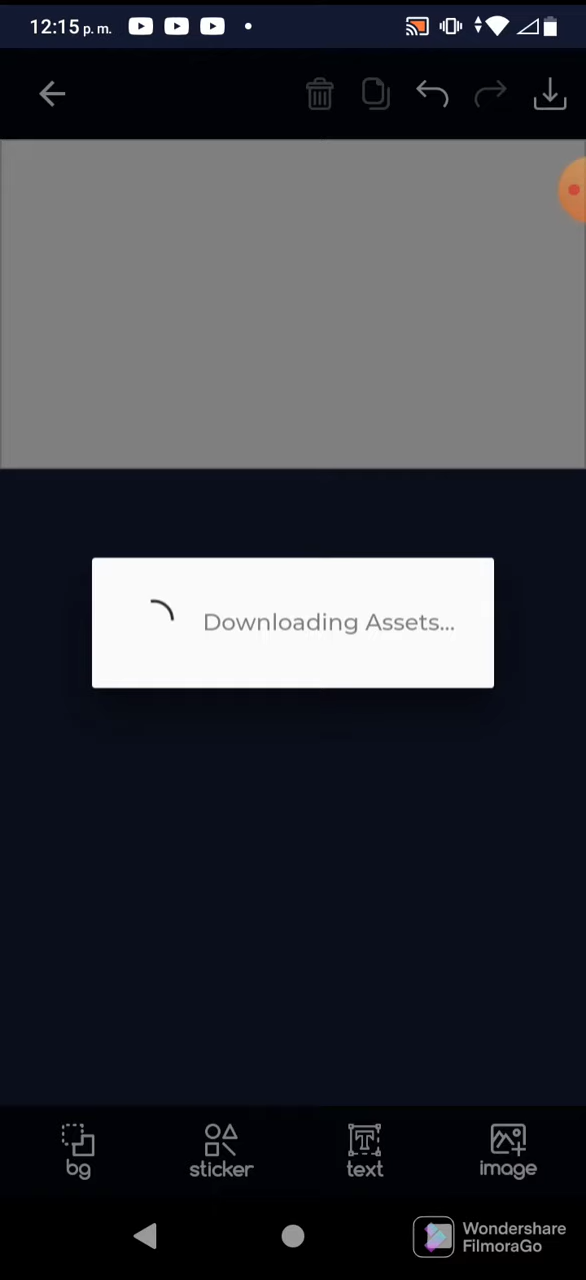 12:15 p. m.
Downloading Assets...
bg
sticker
text
image
Wondershare
FilmoraGo